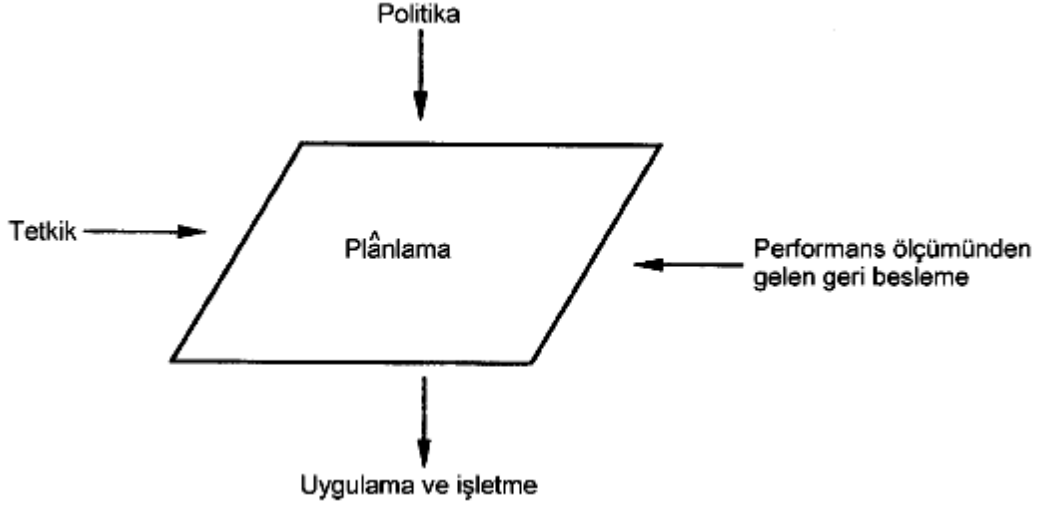 Politika
Tetkik
Plânlama
Performans ölçümünden
gelen geri besleme
Uygulama ve işletme